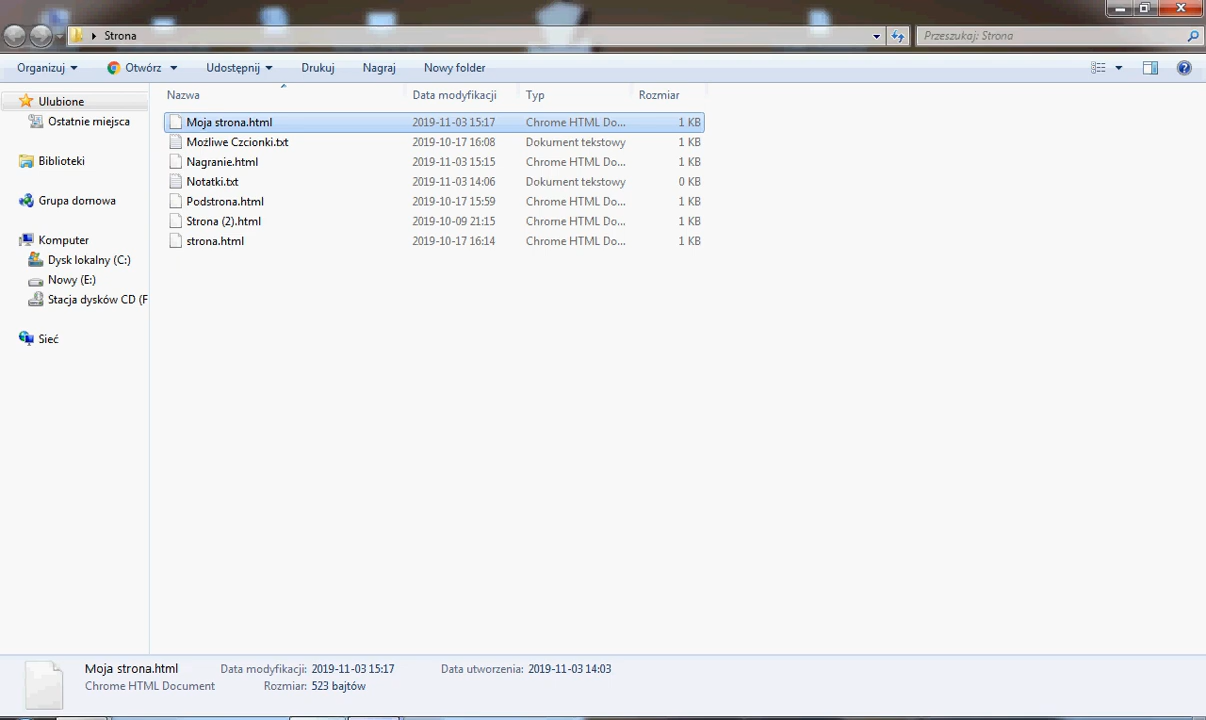 Strona
Przeszukaj: Strona
Organizuj Otwórz Udostępnij Drukuj Nagraj Nowy folder
Nazwa Data modyfikacji Typ Rozmiar
Ulubione
Ostatnie miejsca
Biblioteki
Grupa domowa
Komputer
Dysk lokalny (C:)
Nowy (E:)
Stacja dysków CD (F
Sieć
Moja strona.html 2019-11-03 15:17 Chrome HTML Do... 1 KB
Możliwe Czcionki.txt 2019-10-17 16:08 Dokument tekstowy 1 KB
Nagranie.html 2019-11-03 15:15 Chrome HTML Do... 1 KB
Notatki.txt 2019-11-03 14:06 Dokument tekstowy 0 KB
Podstrona.html 2019-10-17 15:59 Chrome HTML Do... 1 KB
Strona (2).html 2019-10-09 21:15 Chrome HTML Do... 1 KB
strona.html 2019-10-17 16:14 Chrome HTML Do... 1 KB
Moja strona.html Data modyfikacji: 2019-11-03 15:17 Data utworzenia: 2019-11-03 14:03
Chrome HTML Document Rozmiar: 523 bajtów